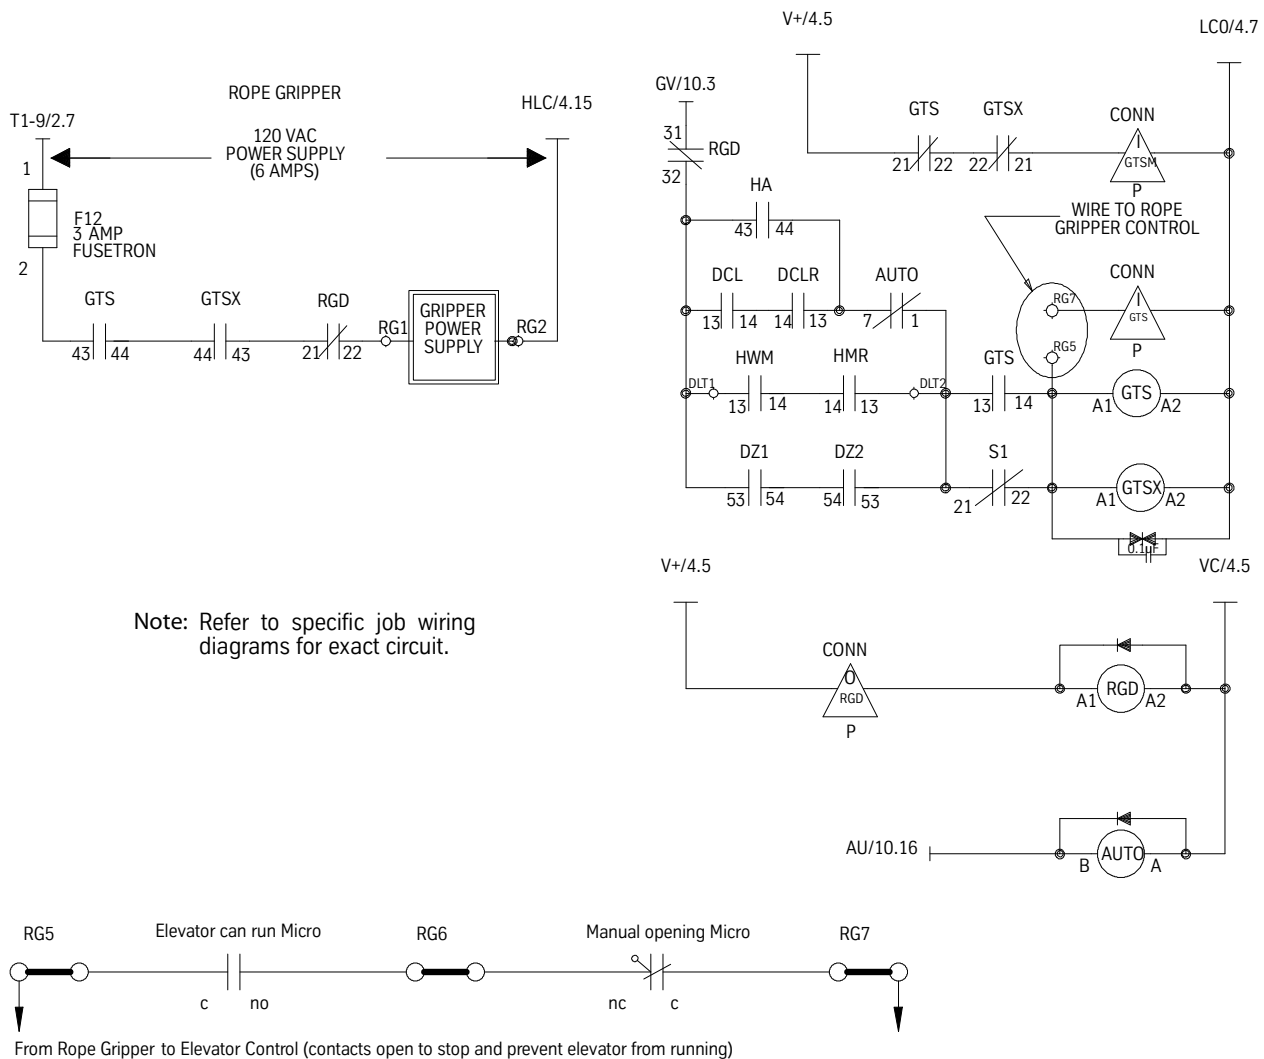 ROPE GRIPPER
T1-9/2.7
HLC/4.15
120 VAC
POWER SUPPLY
(6 AMPS)
1
F12
3 AMP
FUSETRON
2
GTS
43 44
GTSX
44 43
RGD
21 22
RG1
GRIPPER
POWER
SUPPLY
RG2
V+/4.5
LC0/4.7
GV/10.3
31
RGD
32
GTS
21 22
GTSX
22 21
CONN
I
GTSM
P
HA
43 44
WIRE TO ROPE
GRIPPER CONTROL
DCL
13 14
DCLR
14 13
AUTO
7 1
RG7
CONN
I
GTS
P
RG5
DLT1
HWM
13 14
HMR
14 13
DLT2
GTS
13 14
A1 GTS A2
DZ1
53 54
DZ2
54 53
S1
21 22
A1 GTSX A2
0.1uF
V+/4.5
VC/4.5
Note: Refer to specific job wiring
diagrams for exact circuit.
CONN
O
RGD
P
A1 RGD A2
AU/10.16
B AUTO A
RG5
Elevator can run Micro
RG6
Manual opening Micro
RG7
c no
nc c
From Rope Gripper to Elevator Control (contacts open to stop and prevent elevator from running)